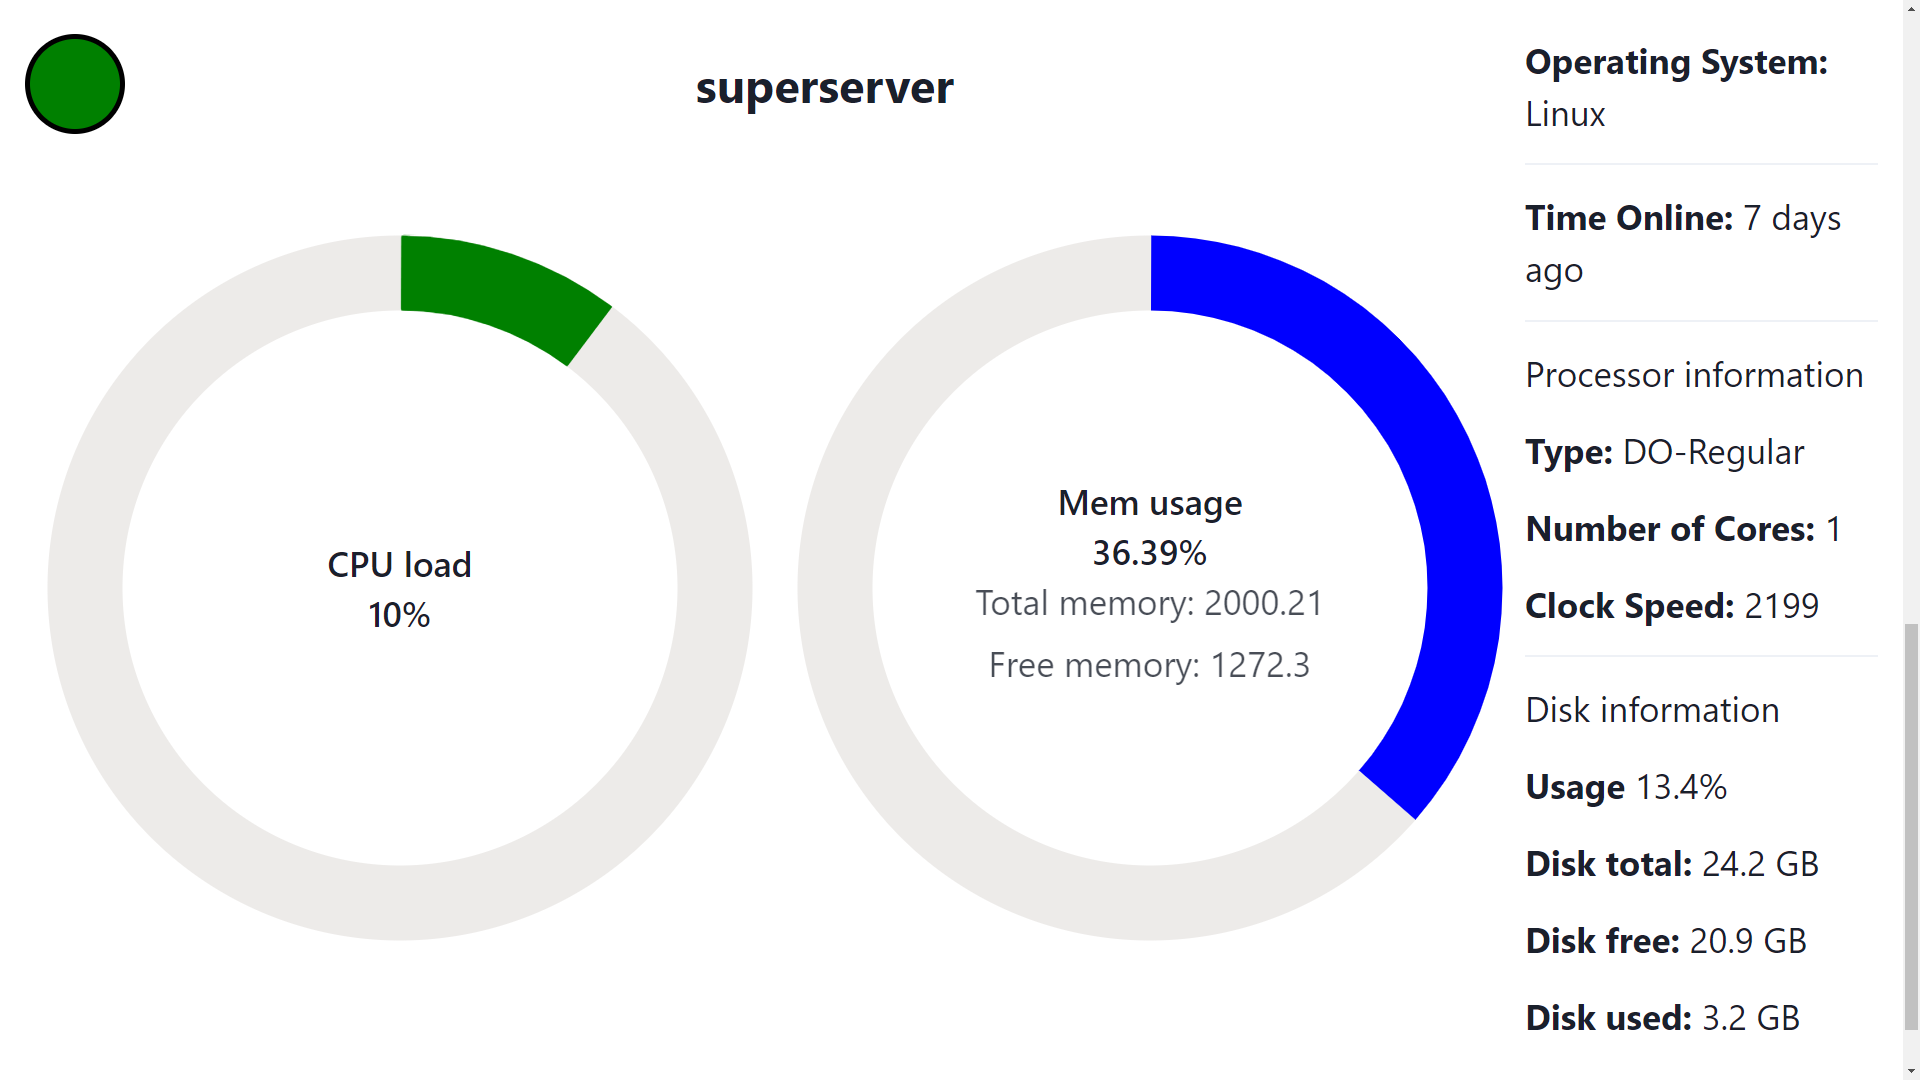 superserver
CPU load
10%
Mem usage
36.39%
Total memory: 2000.21
Free memory: 1272.3
Operating System:
Linux
Time Online: 7 days
ago
Processor information
Type: DO-Regular
Number of Cores: 1
Clock Speed: 2199
Disk information
Usage 13.4%
Disk total: 24.2 GB
Disk free: 20.9 GB
Disk used: 3.2 GB